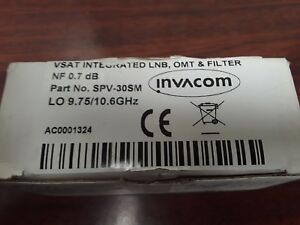 VSAT INTEGRATED LNB, OMT & FILTER
NF 0.7 dB
Part No. SPV-30SM
LO 9.75/10.6GHz
invacom
AC0001324
CE